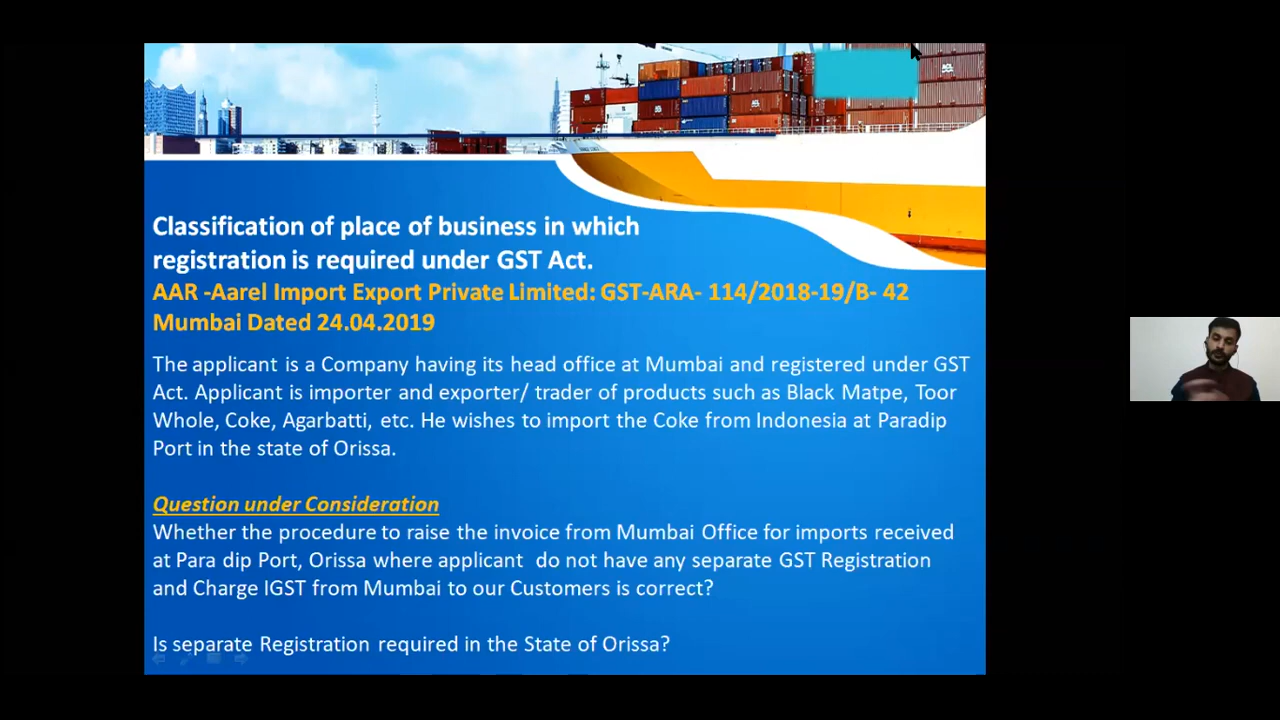 Classification of place of business in which
registration is required under GST Act.
AAR -Aarel Import Export Private Limited: GST-ARA- 114/2018-19/B- 42
Mumbai Dated 24.04.2019
The applicant is a Company having its head office at Mumbai and registered under GST
Act. Applicant is importer and exporter/ trader of products such as Black Matpe, Toor
Whole, Coke, Agarbatti, etc. He wishes to import the Coke from Indonesia at Paradip
Port in the state of Orissa.
Question under Consideration
Whether the procedure to raise the invoice from Mumbai Office for imports received
at Para dip Port, Orissa where applicant do not have any separate GST Registration
and Charge IGST from Mumbai to our Customers is correct?
Is separate Registration required in the State of Orissa?